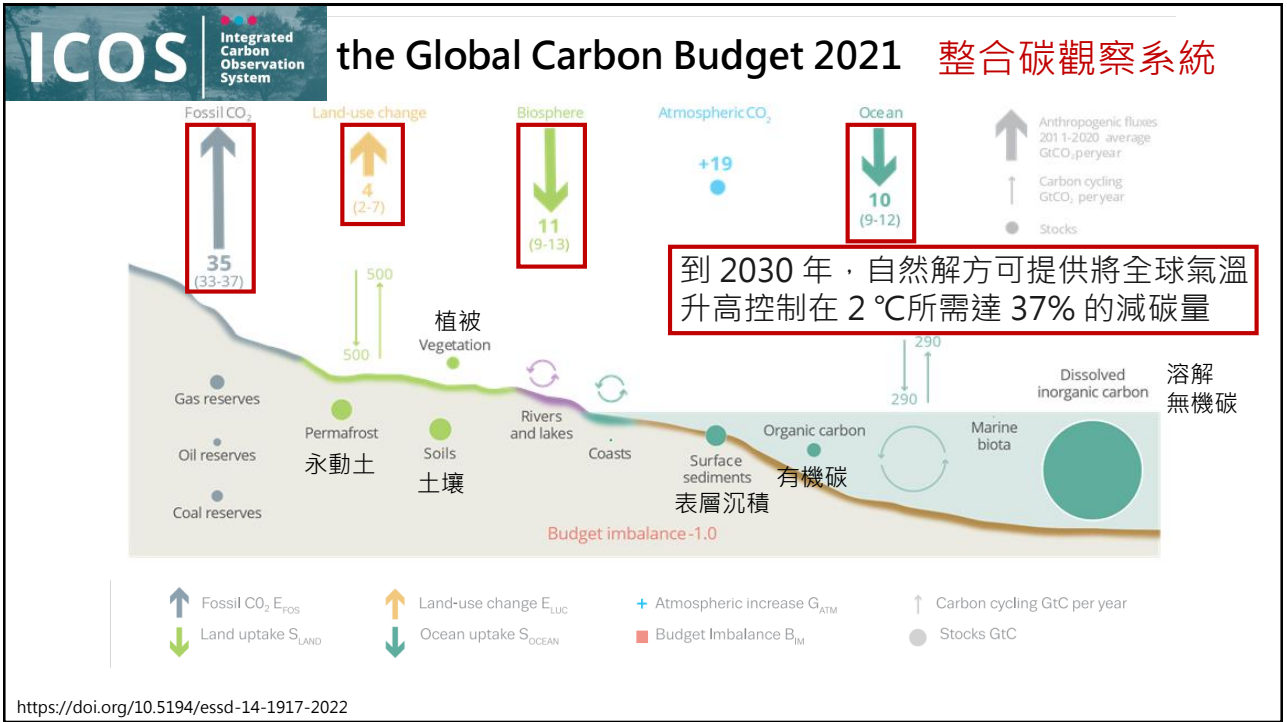 ICOS
Integrated
Carbon
Observation
System
the Global Carbon Budget 2021 整合碳觀察系統
Fossil CO₂
Land-use change
Biosphere
Atmospheric CO₂
Ocean
35
(33-37)
4
(2-7)
11
(9-13)
+19
10
(9-12)
Anthropogenic fluxes
2011-2020 average
GtCO₂ per year
Carbon cycling
GtCO₂ per year
Stocks
到 2030 年，自然解方可提供將全球氣溫
升高控制在 2 ℃所需達 37% 的減碳量
500
500
植被
Vegetation
290
290
Gas reserves
Oil reserves
Coal reserves
Permafrost
永動土
Soils
土壤
Rivers
and lakes
Coasts
Surface
sediments
表層沉積
Organic carbon
有機碳
Marine
biota
Dissolved
inorganic carbon
溶解
無機碳
Budget imbalance -1.0
Fossil CO₂ E_FOS
Land-use change E_LUC
+ Atmospheric increase G_ATM
Carbon cycling GtC per year
Land uptake S_LAND
Ocean uptake S_OCEAN
Budget Imbalance B_IM
Stocks GtC
https://doi.org/10.5194/essd-14-1917-2022